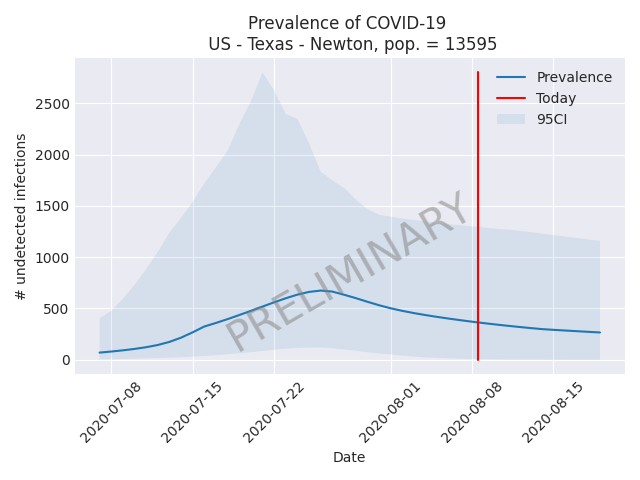 Prevalence of COVID-19
US - Texas - Newton, pop. = 13595
Prevalence
Today
95CI
# undetected infections
2500
2000
1500
1000
500
0
PRELIMINARY
2020-07-08
2020-07-15
2020-07-22
2020-08-01
2020-08-08
2020-08-15
Date